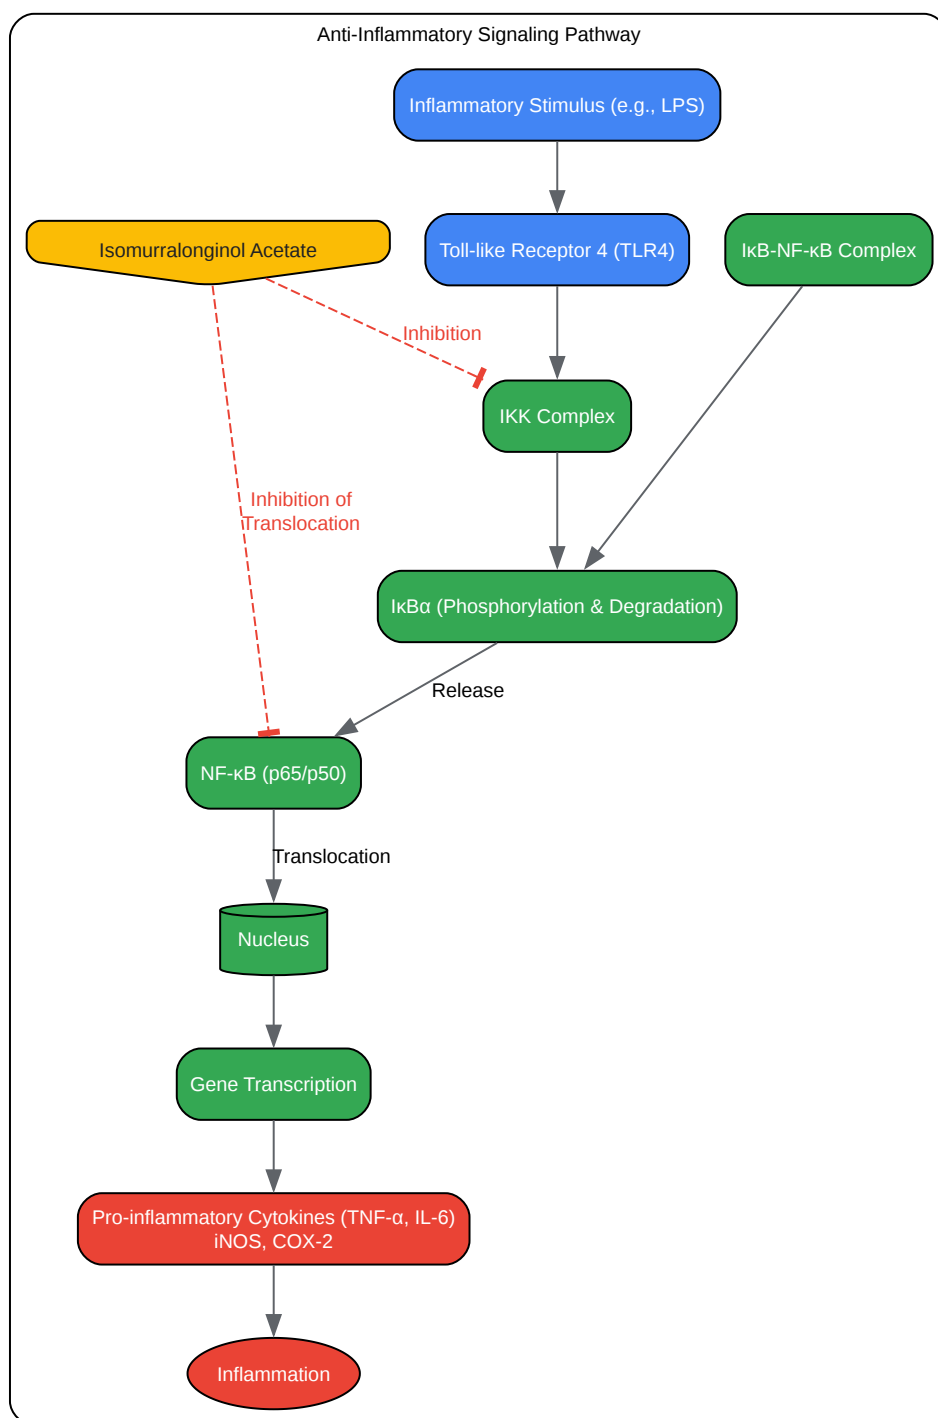 Anti-Inflammatory Signaling Pathway
Inflammatory Stimulus (e.g., LPS)
Isomurralonginol Acetate
Toll-like Receptor 4 (TLR4)
IκB-NF-κB Complex
Inhibition
IKK Complex
Inhibition of
Translocation
IκBα (Phosphorylation & Degradation)
Release
NF-κB (p65/p50)
Translocation
Nucleus
Gene Transcription
Pro-inflammatory Cytokines (TNF-α, IL-6)
iNOS, COX-2
Inflammation